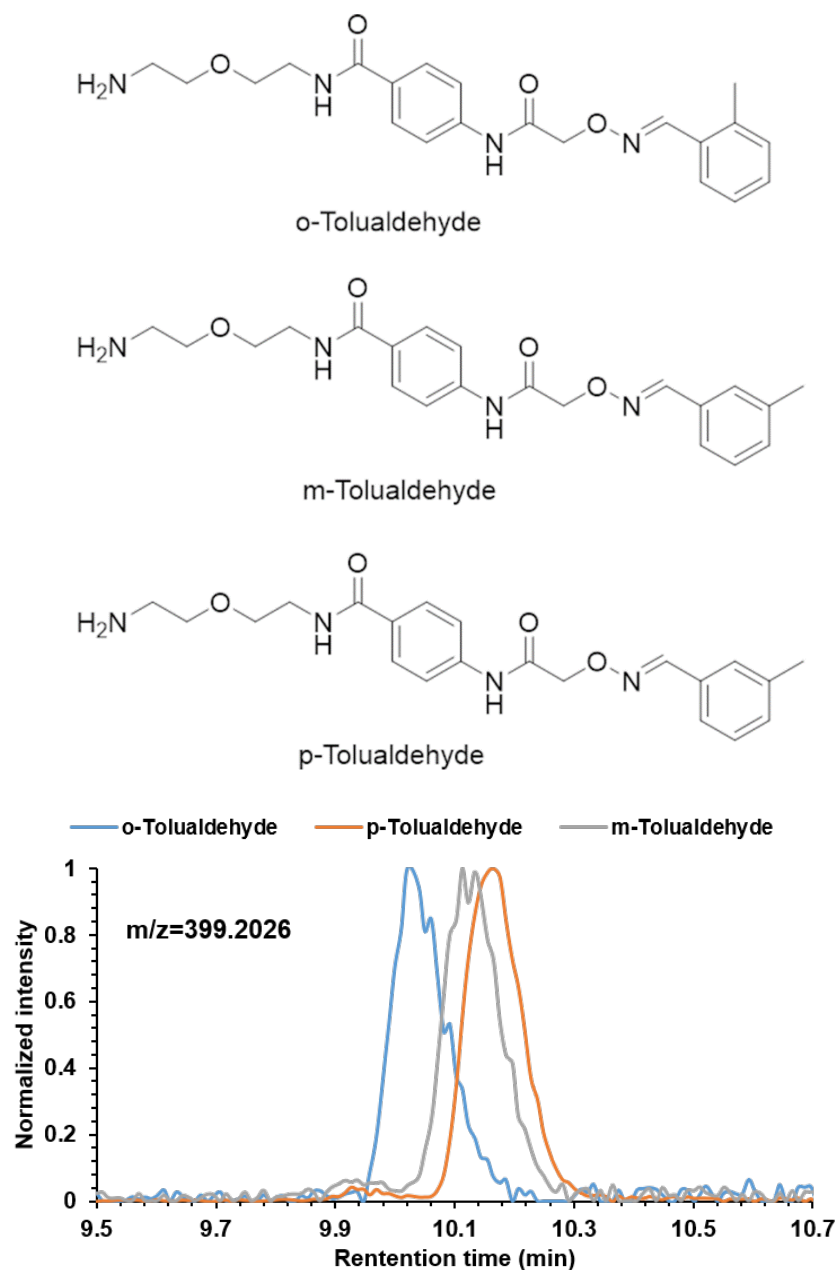 H₂N O N H O N H O O N
o-Tolualdehyde
H₂N O N H O N H O O N
m-Tolualdehyde
H₂N O N H O N H O O N
p-Tolualdehyde
o-Tolualdehyde p-Tolualdehyde m-Tolualdehyde
m/z=399.2026
Normalized intensity
1
0.8
0.6
0.4
0.2
0
9.5 9.7 9.9 10.1 10.3 10.5 10.7
Rentention time (min)